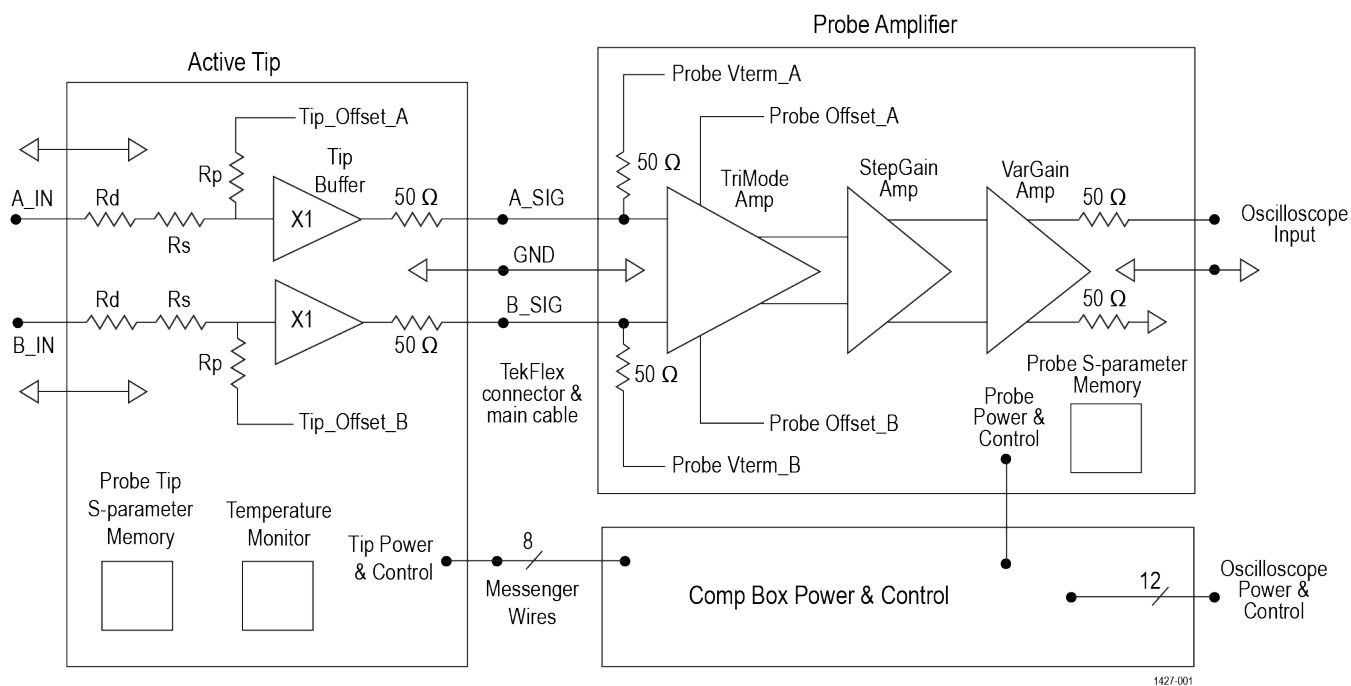 Probe Amplifier
Active Tip
Probe Vterm_A
Tip_Offset_A
Probe Offset_A
Rp
Tip
Buffer
50 Ω
TriMode
Amp
StepGain
Amp
VarGain
Amp
A_IN
Rd
Rs
X1
50 Ω
A_SIG
50 Ω
Oscilloscope
Input
GND
B_IN
Rd
Rs
X1
50 Ω
B_SIG
50 Ω
Rp
50 Ω
TekFlex
connector &
main cable
Tip_Offset_B
Probe Offset_B
Probe Vterm_B
Probe S-parameter
Memory
Probe
Power &
Control
Probe Tip
S-parameter
Memory
Temperature
Monitor
Tip Power
& Control
8
Messenger
Wires
Comp Box Power & Control
12
Oscilloscope
Power &
Control
1427-001